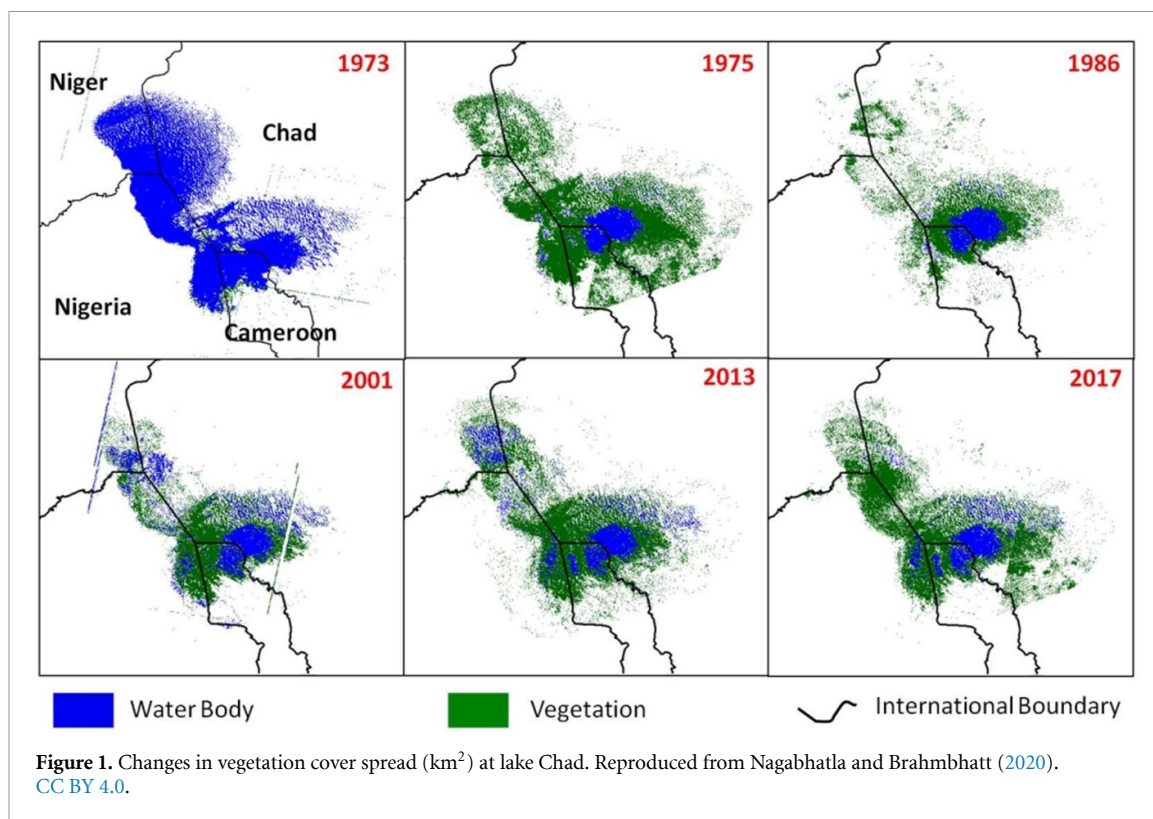 1973
Niger
Chad
Nigeria
Cameroon
1975
1986
2001
2013
2017
Water Body
Vegetation
International Boundary
Figure 1. Changes in vegetation cover spread (km²) at lake Chad. Reproduced from Nagabhatla and Brahmbhatt (2020).
CC BY 4.0.